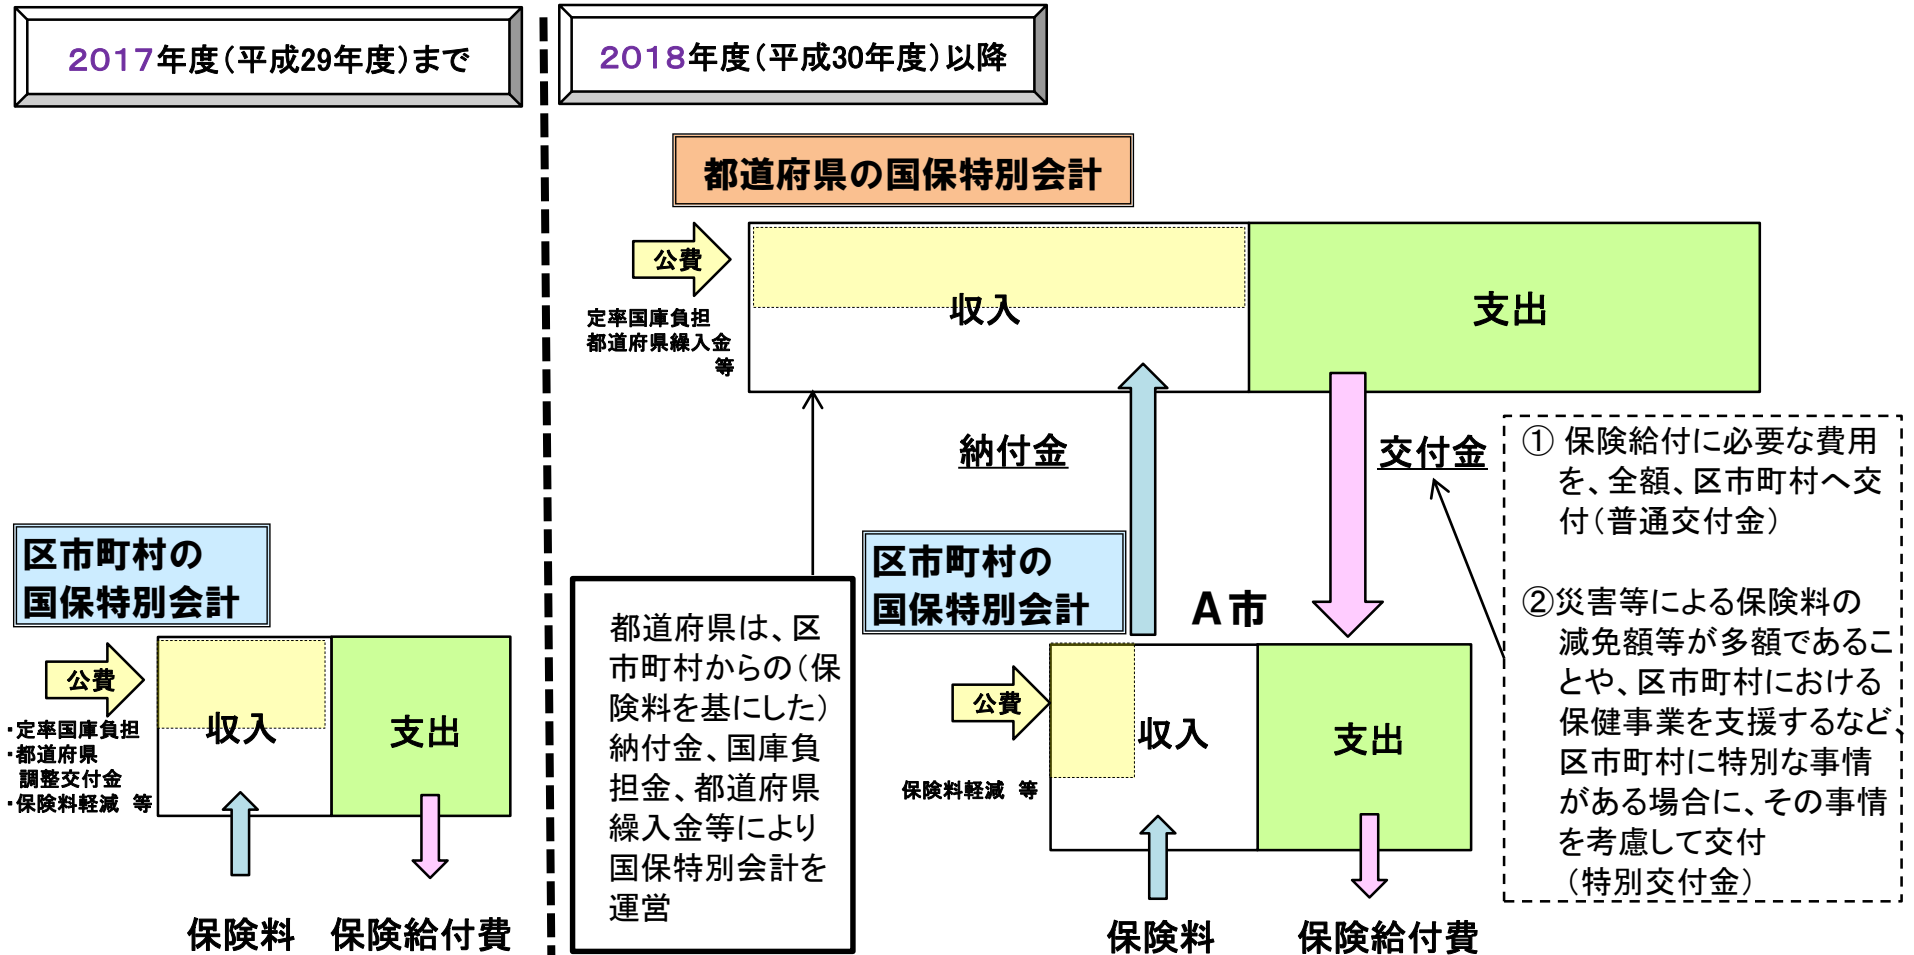 2017年度(平成29年度)まで
2018年度(平成30年度)以降
都道府県の国保特別会計
公費
定率国庫負担
都道府県繰入金
等
収入
支出
納付金
交付金
① 保険給付に必要な費用
を、全額、区市町村へ交
付(普通交付金)
②災害等による保険料の
減免額等が多額であるこ
とや、区市町村における
保健事業を支援するなど、
区市町村に特別な事情
がある場合に、その事情
を考慮して交付
(特別交付金)
区市町村の
国保特別会計
公費
・定率国庫負担
・都道府県
調整交付金
・保険料軽減 等
収入
支出
保険料
保険給付費
都道府県は、区
市町村からの(保
険料を基にした)
納付金、国庫負
担金、都道府県
繰入金等により
国保特別会計を
運営
区市町村の
国保特別会計
A市
公費
保険料軽減 等
収入
支出
保険料
保険給付費